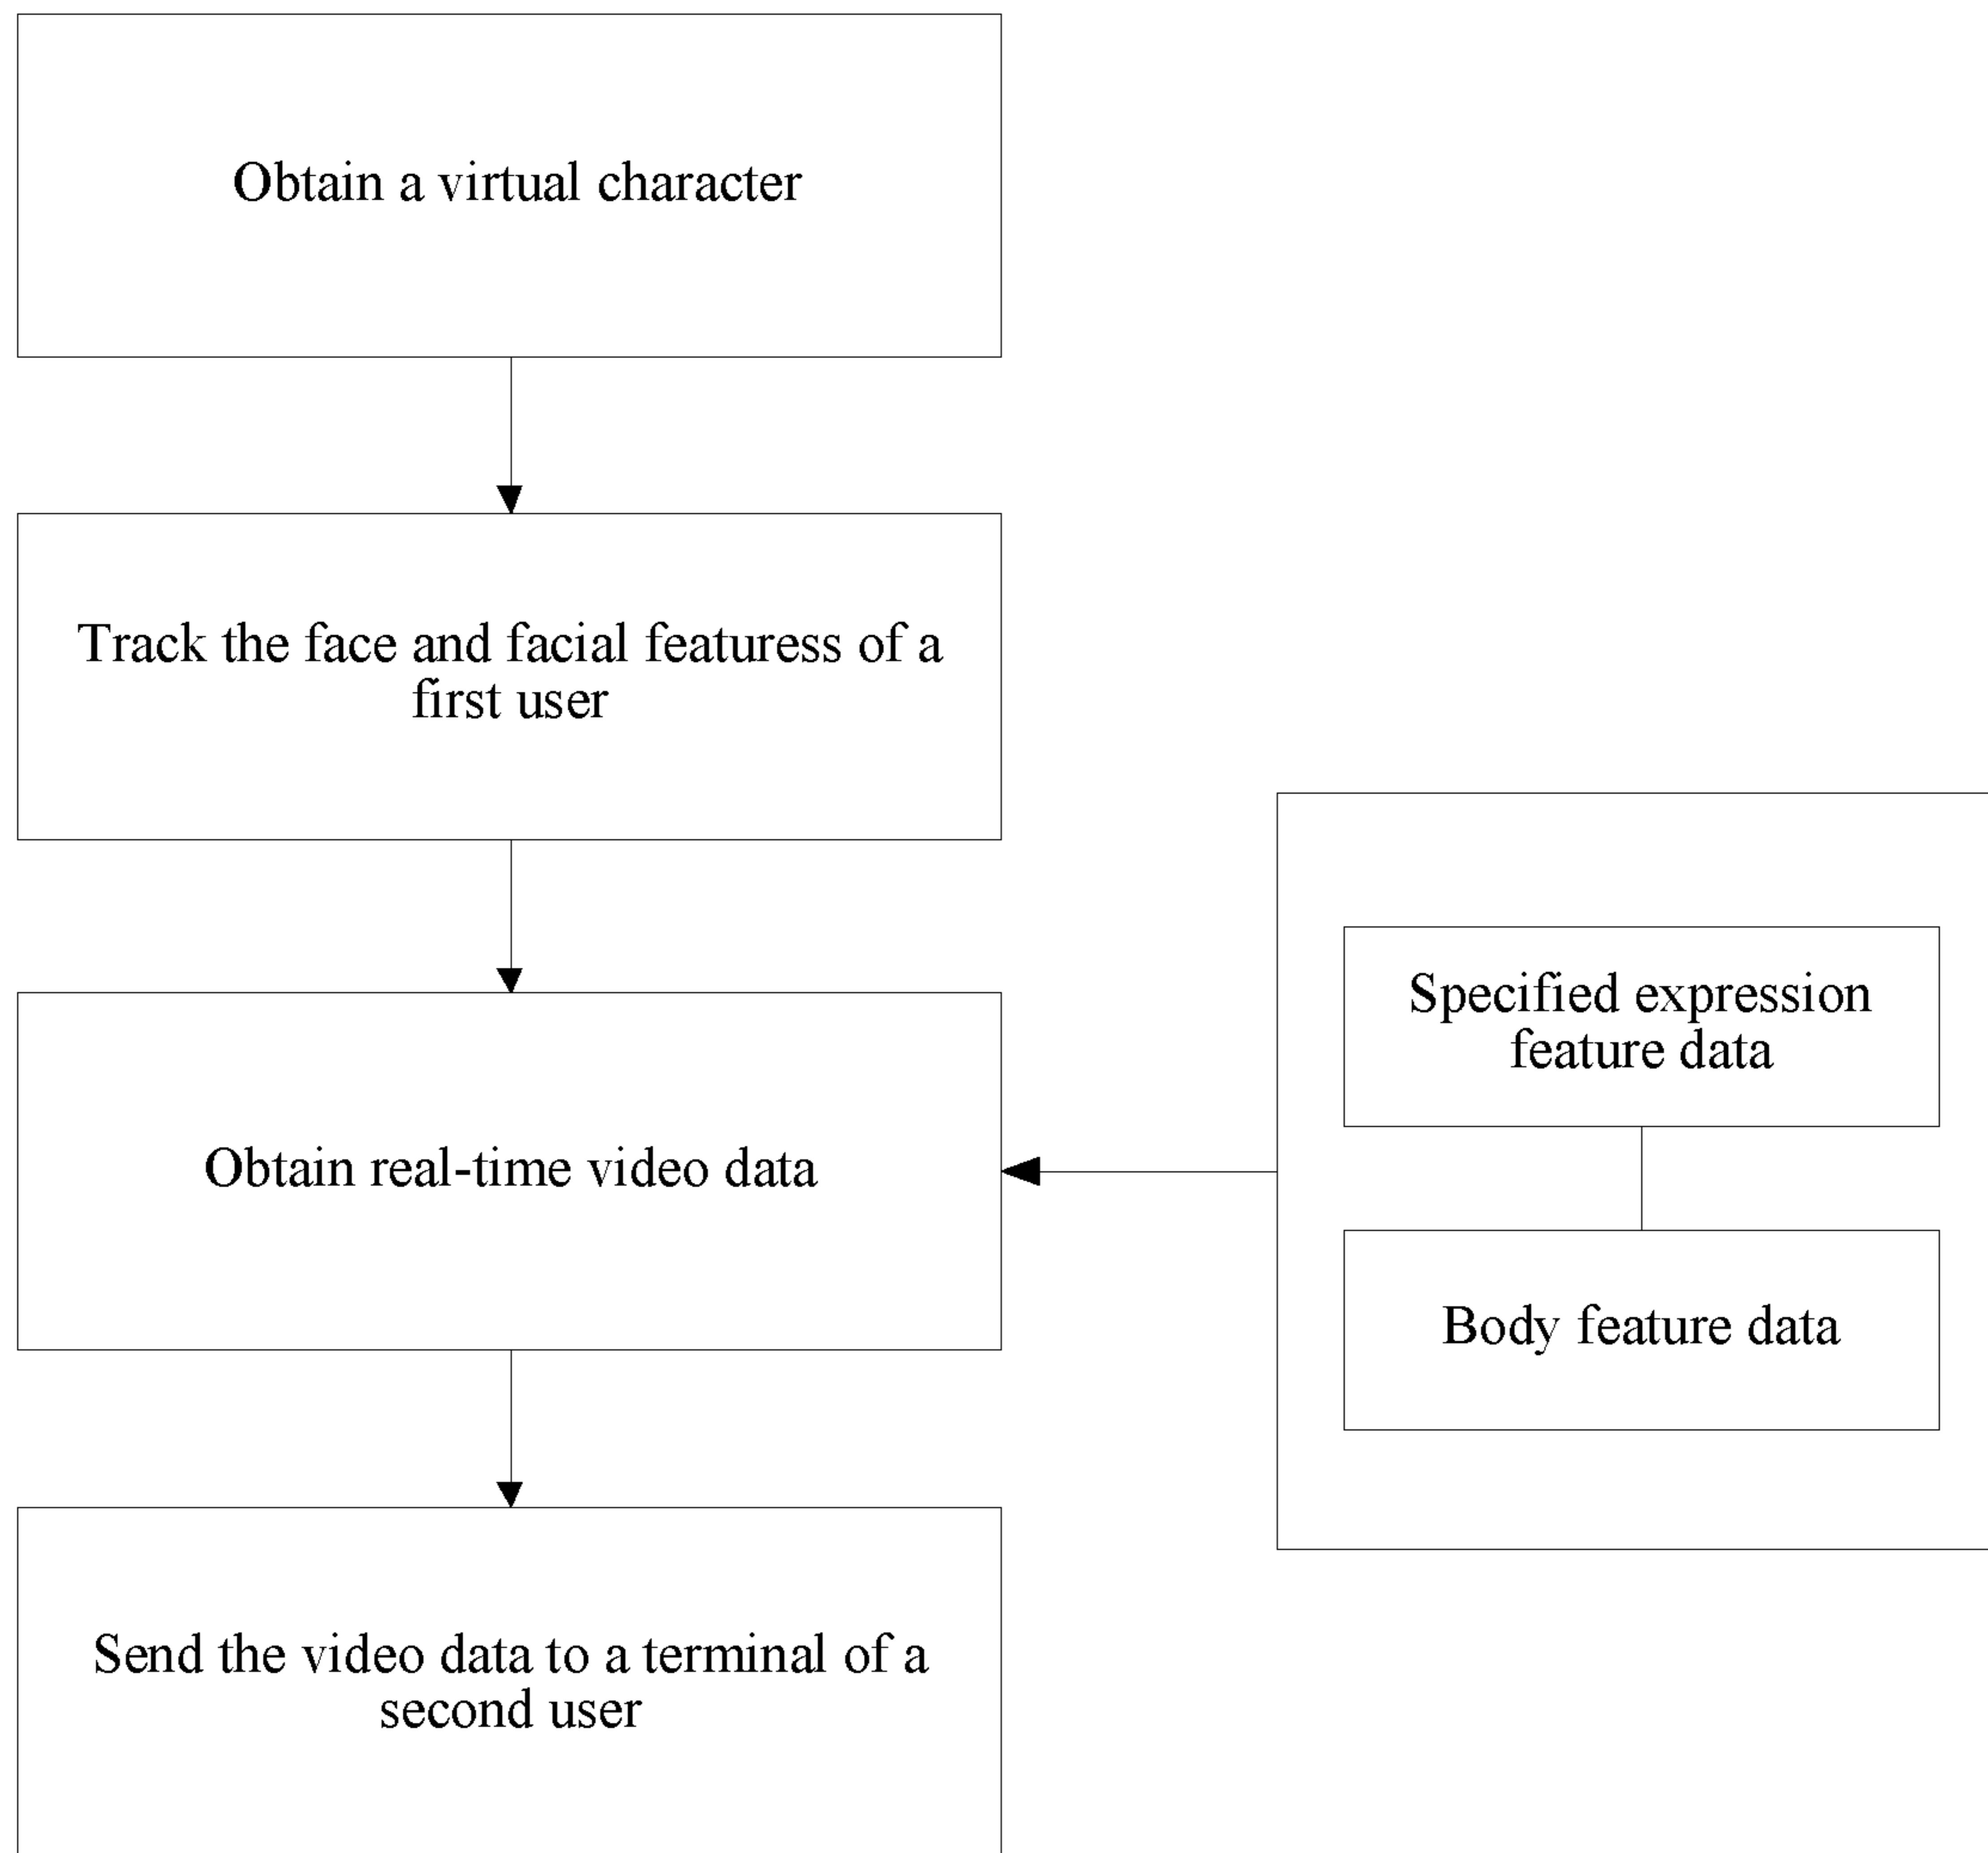 Obtain a virtual character
Track the face and facial featuress of a
first user
Obtain real-time video data
Send the video data to a terminal of a
second user
Specified expression
feature data
Body feature data